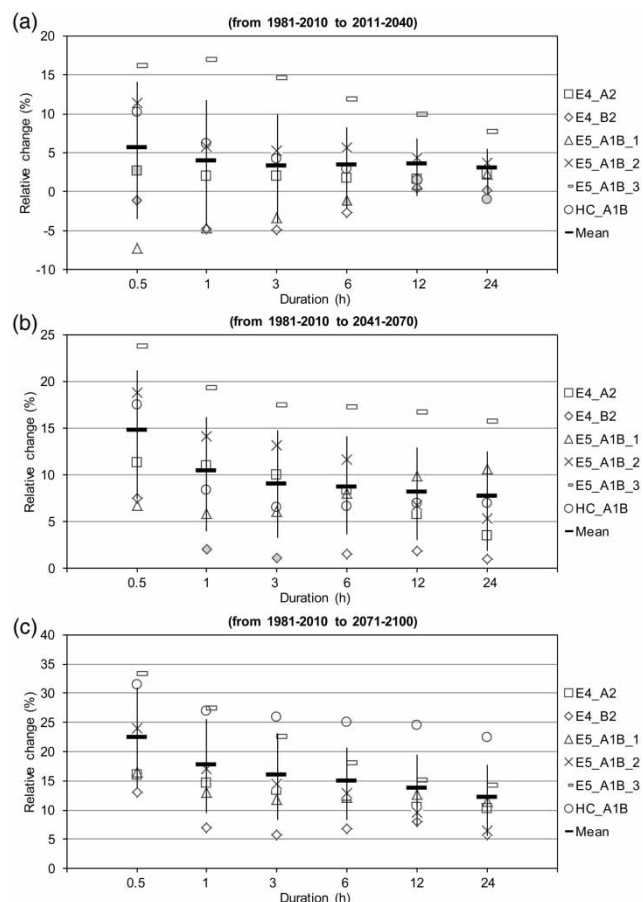 (a)
(from 1981-2010 to 2011-2040)
Relative change (%)
20
15
10
5
0
-5
-10
0.5 1 3 6 12 24
Duration (h)
E4_A2
E4_B2
E5_A1B_1
E5_A1B_2
E5_A1B_3
HC_A1B
Mean
(b)
(from 1981-2010 to 2041-2070)
Relative change (%)
25
20
15
10
5
0
0.5 1 3 6 12 24
Duration (h)
E4_A2
E4_B2
E5_A1B_1
E5_A1B_2
E5_A1B_3
HC_A1B
Mean
(c)
(from 1981-2010 to 2071-2100)
Relative change (%)
40
35
30
25
20
15
10
5
0
0.5 1 3 6 12 24
Duration (h)
E4_A2
E4_B2
E5_A1B_1
E5_A1B_2
E5_A1B_3
HC_A1B
Mean